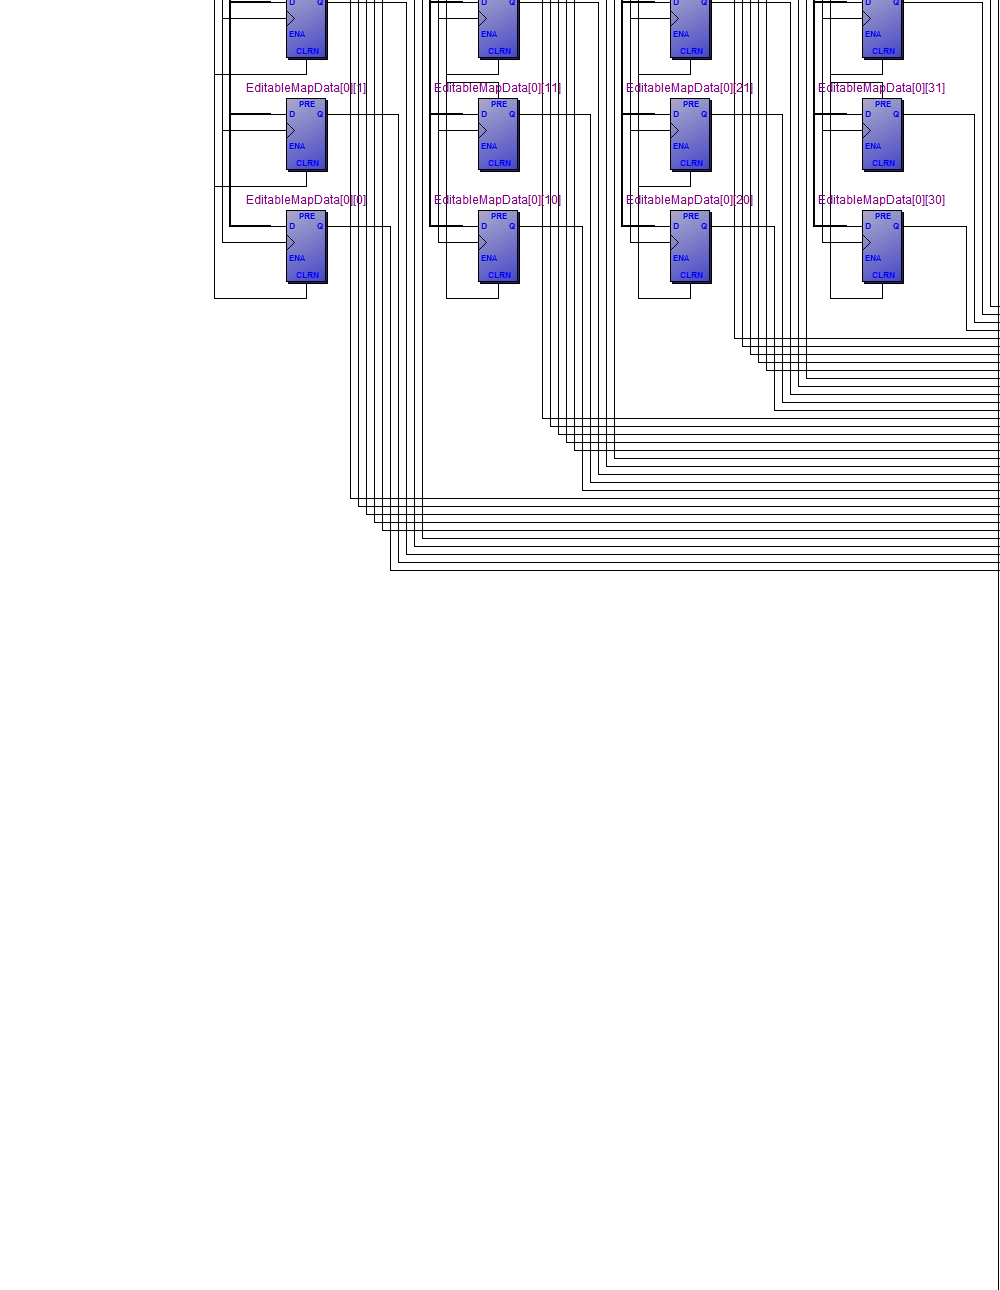 D Q D Q D Q D Q
ENA ENA ENA ENA
CLRN CLRN CLRN CLRN
EditableMapData[0][1] EditableMapData[0][11] EditableMapData[0][21] EditableMapData[0][31]
PRE PRE PRE PRE
D Q D Q D Q D Q
ENA ENA ENA ENA
CLRN CLRN CLRN CLRN
EditableMapData[0][0] EditableMapData[0][10] EditableMapData[0][20] EditableMapData[0][30]
PRE PRE PRE PRE
D Q D Q D Q D Q
ENA ENA ENA ENA
CLRN CLRN CLRN CLRN